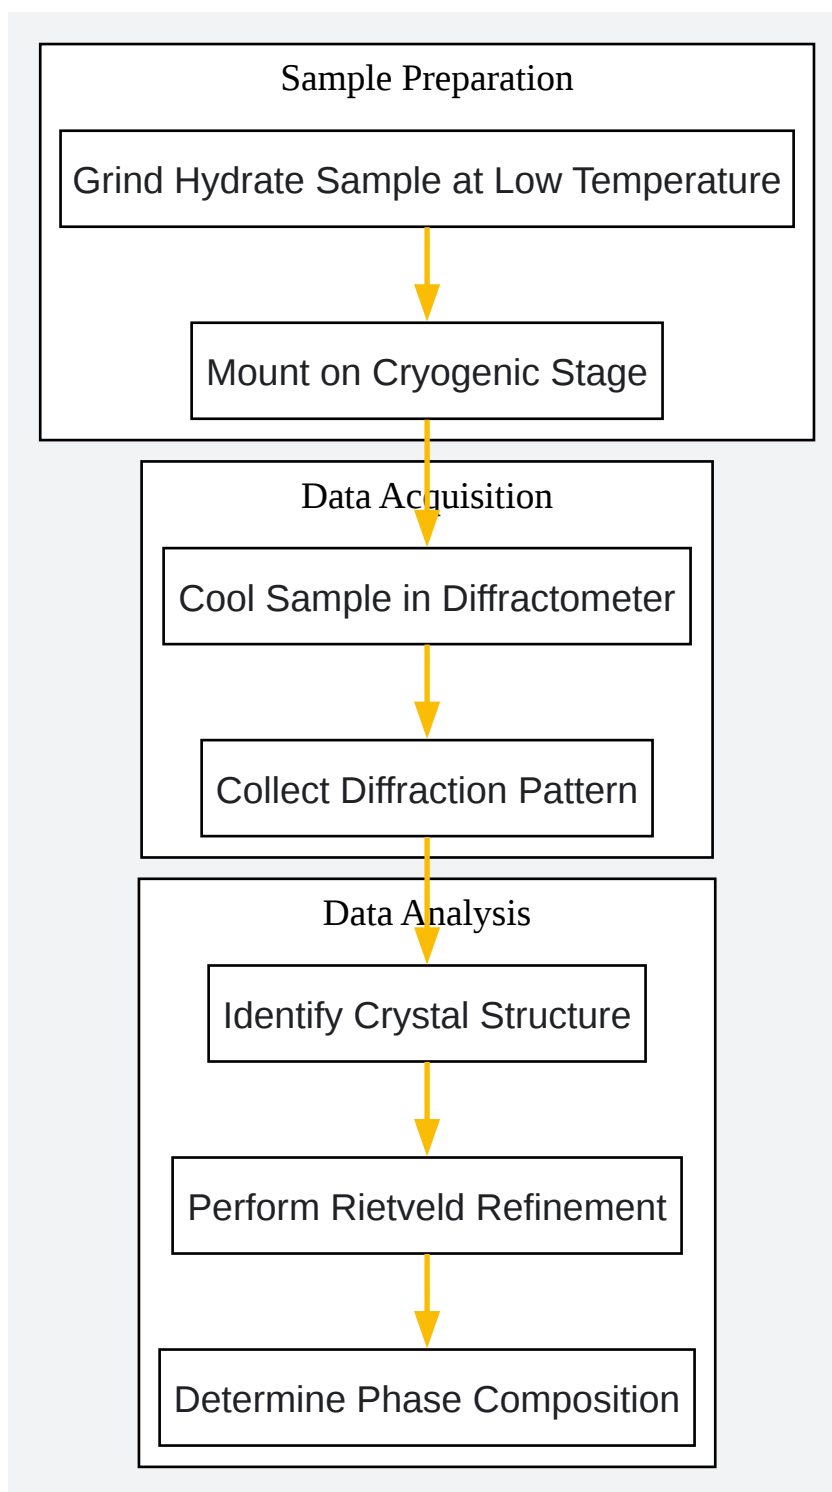 Sample Preparation
Grind Hydrate Sample at Low Temperature
Mount on Cryogenic Stage
Data Acquisition
Cool Sample in Diffractometer
Collect Diffraction Pattern
Data Analysis
Identify Crystal Structure
Perform Rietveld Refinement
Determine Phase Composition